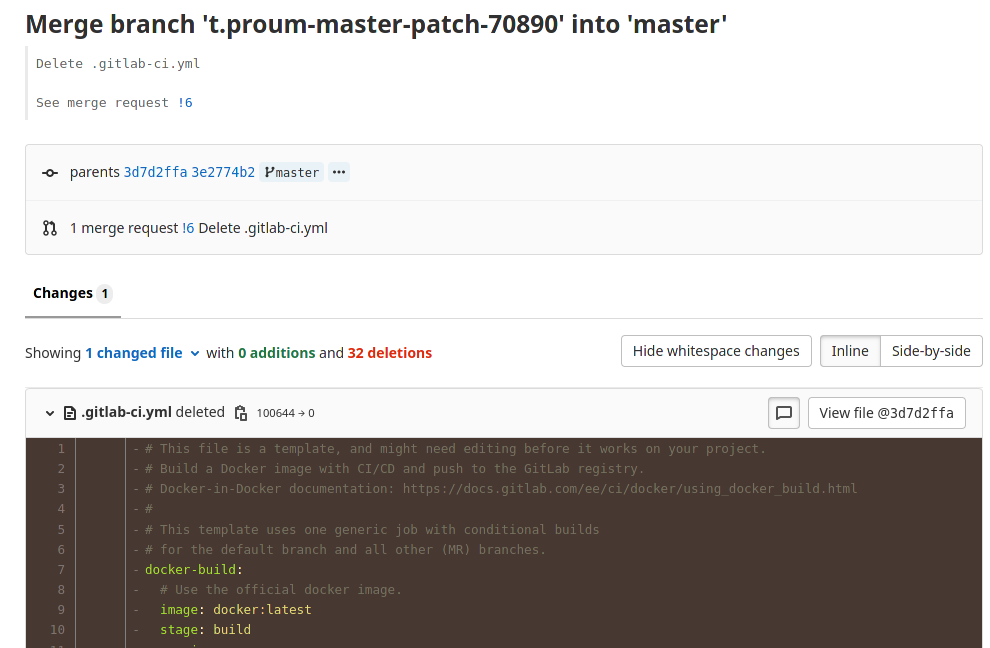 Merge branch 't.proum-master-patch-70890' into 'master'
Delete .gitlab-ci.yml
See merge request !6
parents 3d7d2ffa 3e2774b2 master ···
1 merge request !6 Delete .gitlab-ci.yml
Changes 1
Showing 1 changed file with 0 additions and 32 deletions
Hide whitespace changes Inline Side-by-side
.gitlab-ci.yml deleted 100644 → 0 View file @3d7d2ffa
1 - # This file is a template, and might need editing before it works on your project.
2 - # Build a Docker image with CI/CD and push to the GitLab registry.
3 - # Docker-in-Docker documentation: https://docs.gitlab.com/ee/ci/docker/using_docker_build.html
4 - #
5 - # This template uses one generic job with conditional builds
6 - # for the default branch and all other (MR) branches.
7 - docker-build:
8 -   # Use the official docker image.
9 -   image: docker:latest
10 -   stage: build